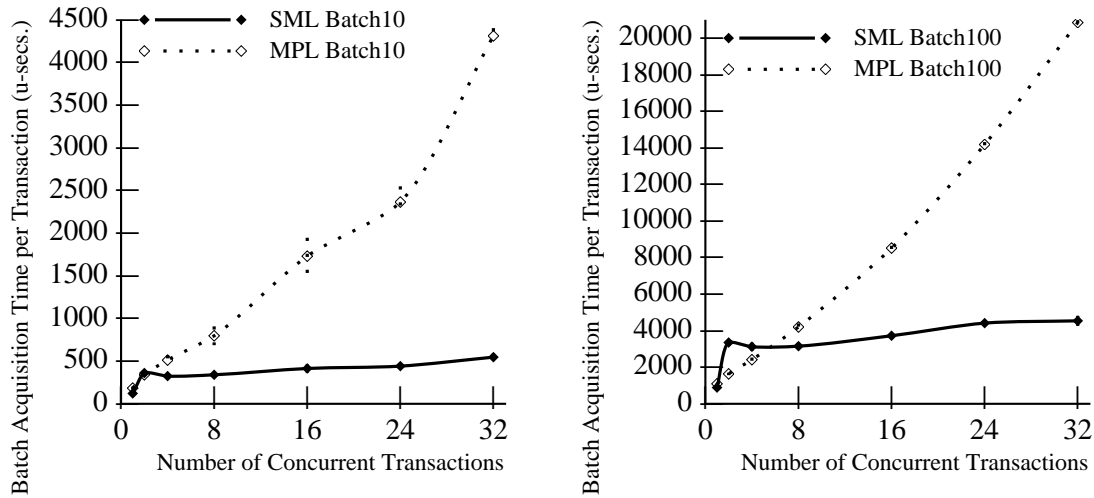 Batch Acquisition Time per Transaction (u-secs.)
4500
4000
3500
3000
2500
2000
1500
1000
500
0
SML Batch10
MPL Batch10
0 8 16 24 32
Number of Concurrent Transactions
Batch Acquisition Time per Transaction (u-secs.)
20000
18000
16000
14000
12000
10000
8000
6000
4000
2000
0
SML Batch100
MPL Batch100
0 8 16 24 32
Number of Concurrent Transactions